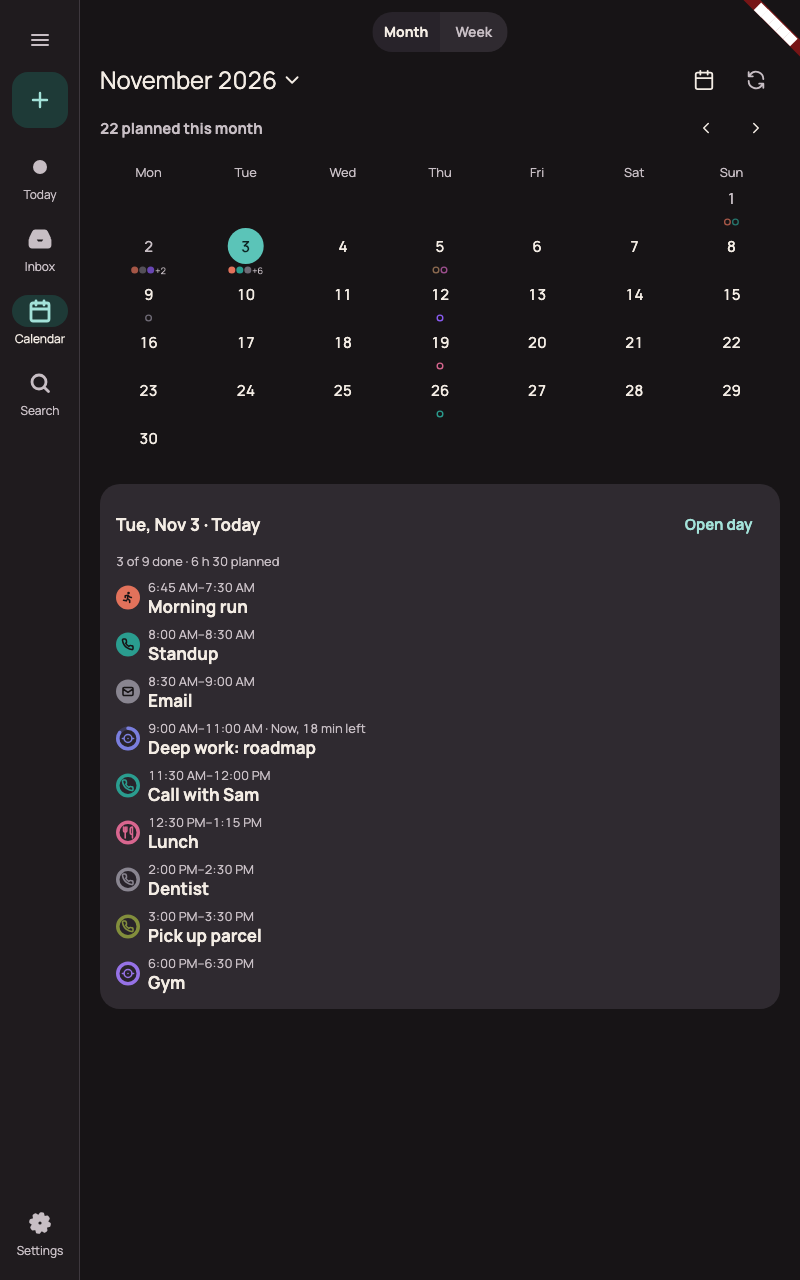 Month Week
November 2026
22 planned this month
Mon Tue Wed Thu Fri Sat Sun
1
2 3 4 5 6 7 8
+2 +6
9 10 11 12 13 14 15
16 17 18 19 20 21 22
23 24 25 26 27 28 29
30
Today
Inbox
Calendar
Search
Tue, Nov 3 · Today Open day
3 of 9 done · 6 h 30 planned
6:45 AM–7:30 AM
Morning run
8:00 AM–8:30 AM
Standup
8:30 AM–9:00 AM
Email
9:00 AM–11:00 AM · Now, 18 min left
Deep work: roadmap
11:30 AM–12:00 PM
Call with Sam
12:30 PM–1:15 PM
Lunch
2:00 PM–2:30 PM
Dentist
3:00 PM–3:30 PM
Pick up parcel
6:00 PM–6:30 PM
Gym
Settings